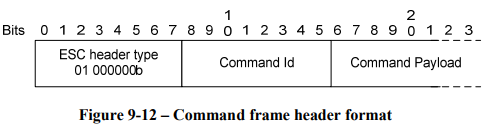 1 2
Bits 0 1 2 3 4 5 6 7 8 9 0 1 2 3 4 5 6 7 8 9 0 1 2 3
ESC header type Command Id Command Payload
01 000000b
Figure 9-12 – Command frame header format